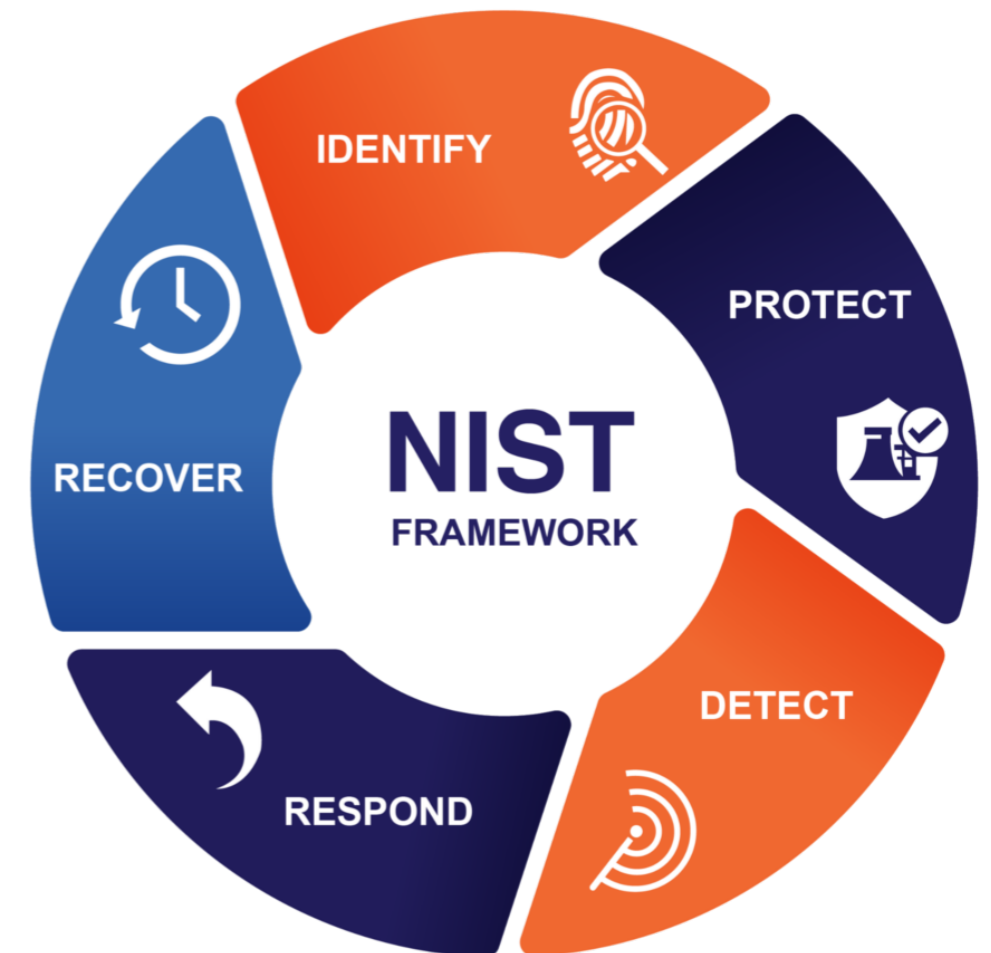 IDENTIFY
PROTECT
NIST
FRAMEWORK
RECOVER
DETECT
RESPOND